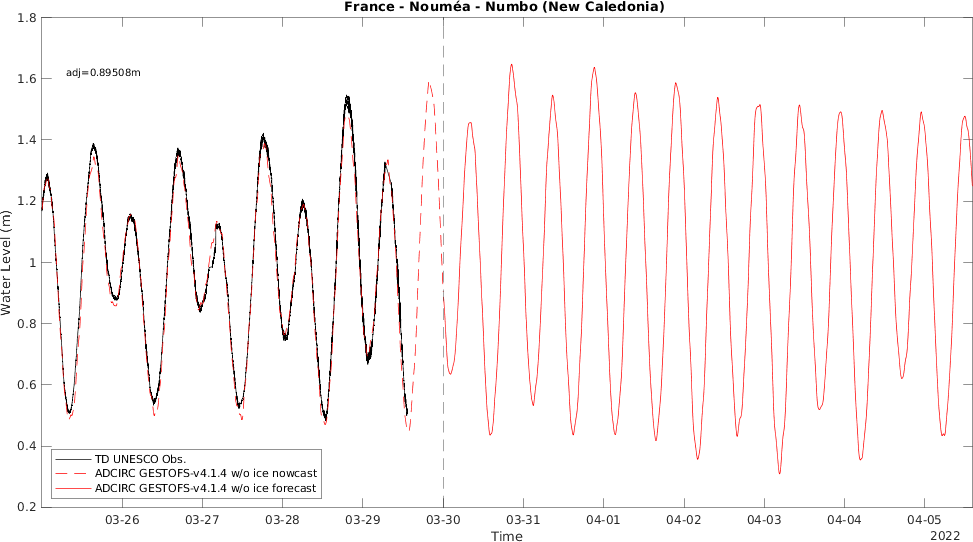 France - Nouméa - Numbo (New Caledonia)
1.8
1.6
1.4
1.2
1
0.8
0.6
0.4
0.2
Water Level (m)
adj=0.89508m
TD UNESCO Obs.
ADCIRC GESTOFS-v4.1.4 w/o ice nowcast
ADCIRC GESTOFS-v4.1.4 w/o ice forecast
03-26 03-27 03-28 03-29 03-30 03-31 04-01 04-02 04-03 04-04 04-05
Time
2022